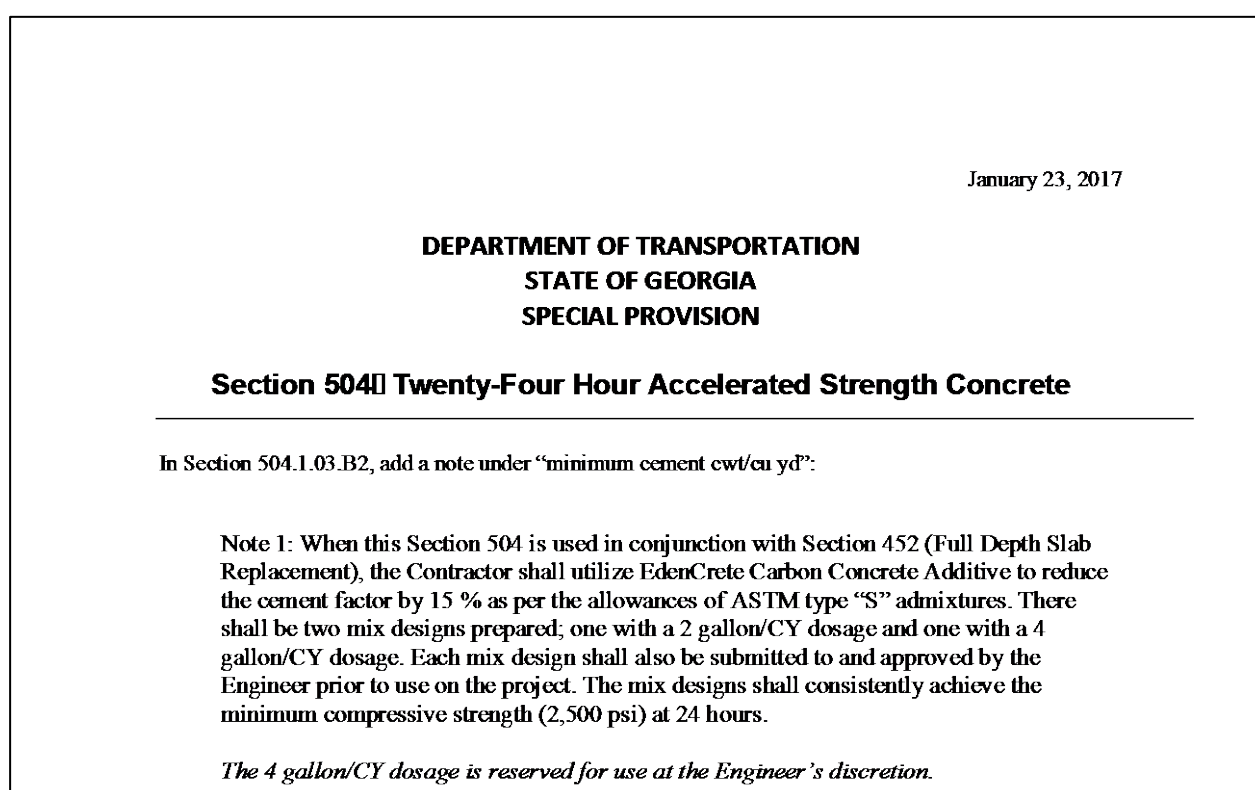 January 23, 2017
DEPARTMENT OF TRANSPORTATION
STATE OF GEORGIA
SPECIAL PROVISION
Section 504▯ Twenty-Four Hour Accelerated Strength Concrete
In Section 504.1.03.B2, add a note under “minimum cement cwt/cu yd”:
Note 1: When this Section 504 is used in conjunction with Section 452 (Full Depth Slab
Replacement), the Contractor shall utilize EdenCrete Carbon Concrete Additive to reduce
the cement factor by 15 % as per the allowances of ASTM type “S” admixtures. There
shall be two mix designs prepared; one with a 2 gallon/CY dosage and one with a 4
gallon/CY dosage. Each mix design shall also be submitted to and approved by the
Engineer prior to use on the project. The mix designs shall consistently achieve the
minimum compressive strength (2,500 psi) at 24 hours.
The 4 gallon/CY dosage is reserved for use at the Engineer’s discretion.